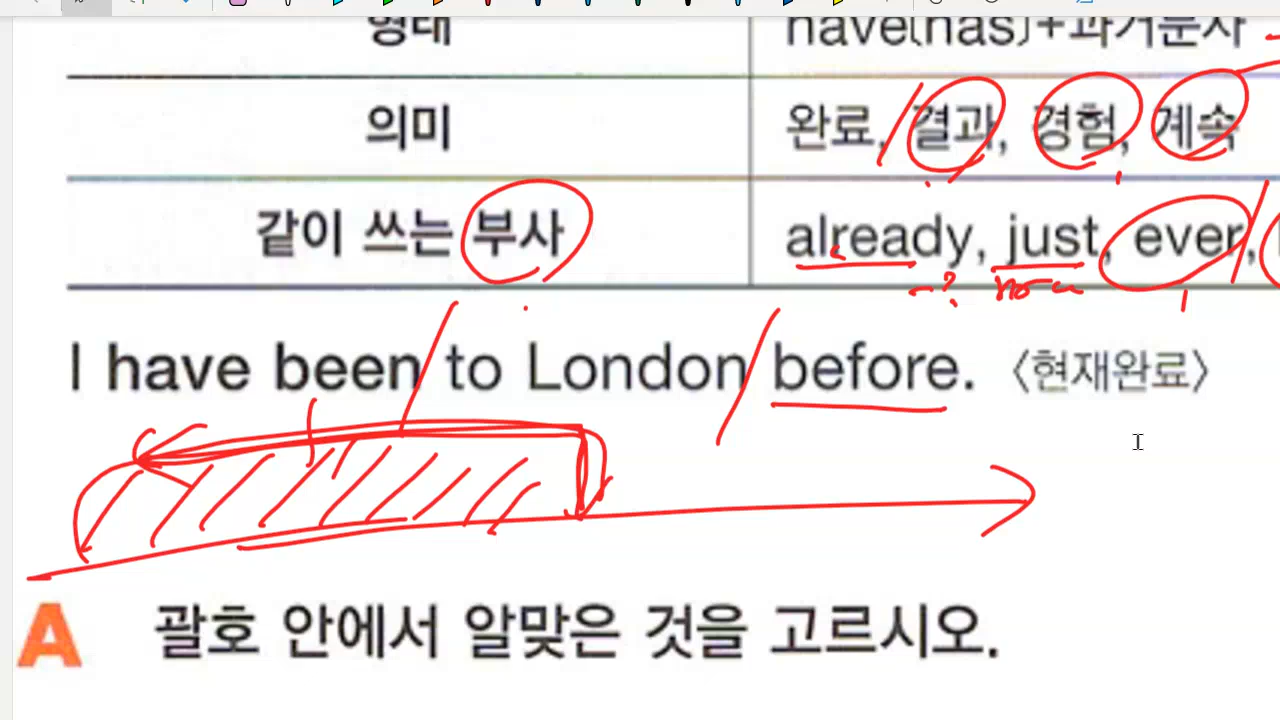 형태 have(has)+과거분사
의미 완료, 결과, 경험, 계속
같이 쓰는 부사 already, just, ever,
now
I have been to London before. 〈현재완료〉
A 괄호 안에서 알맞은 것을 고르시오.